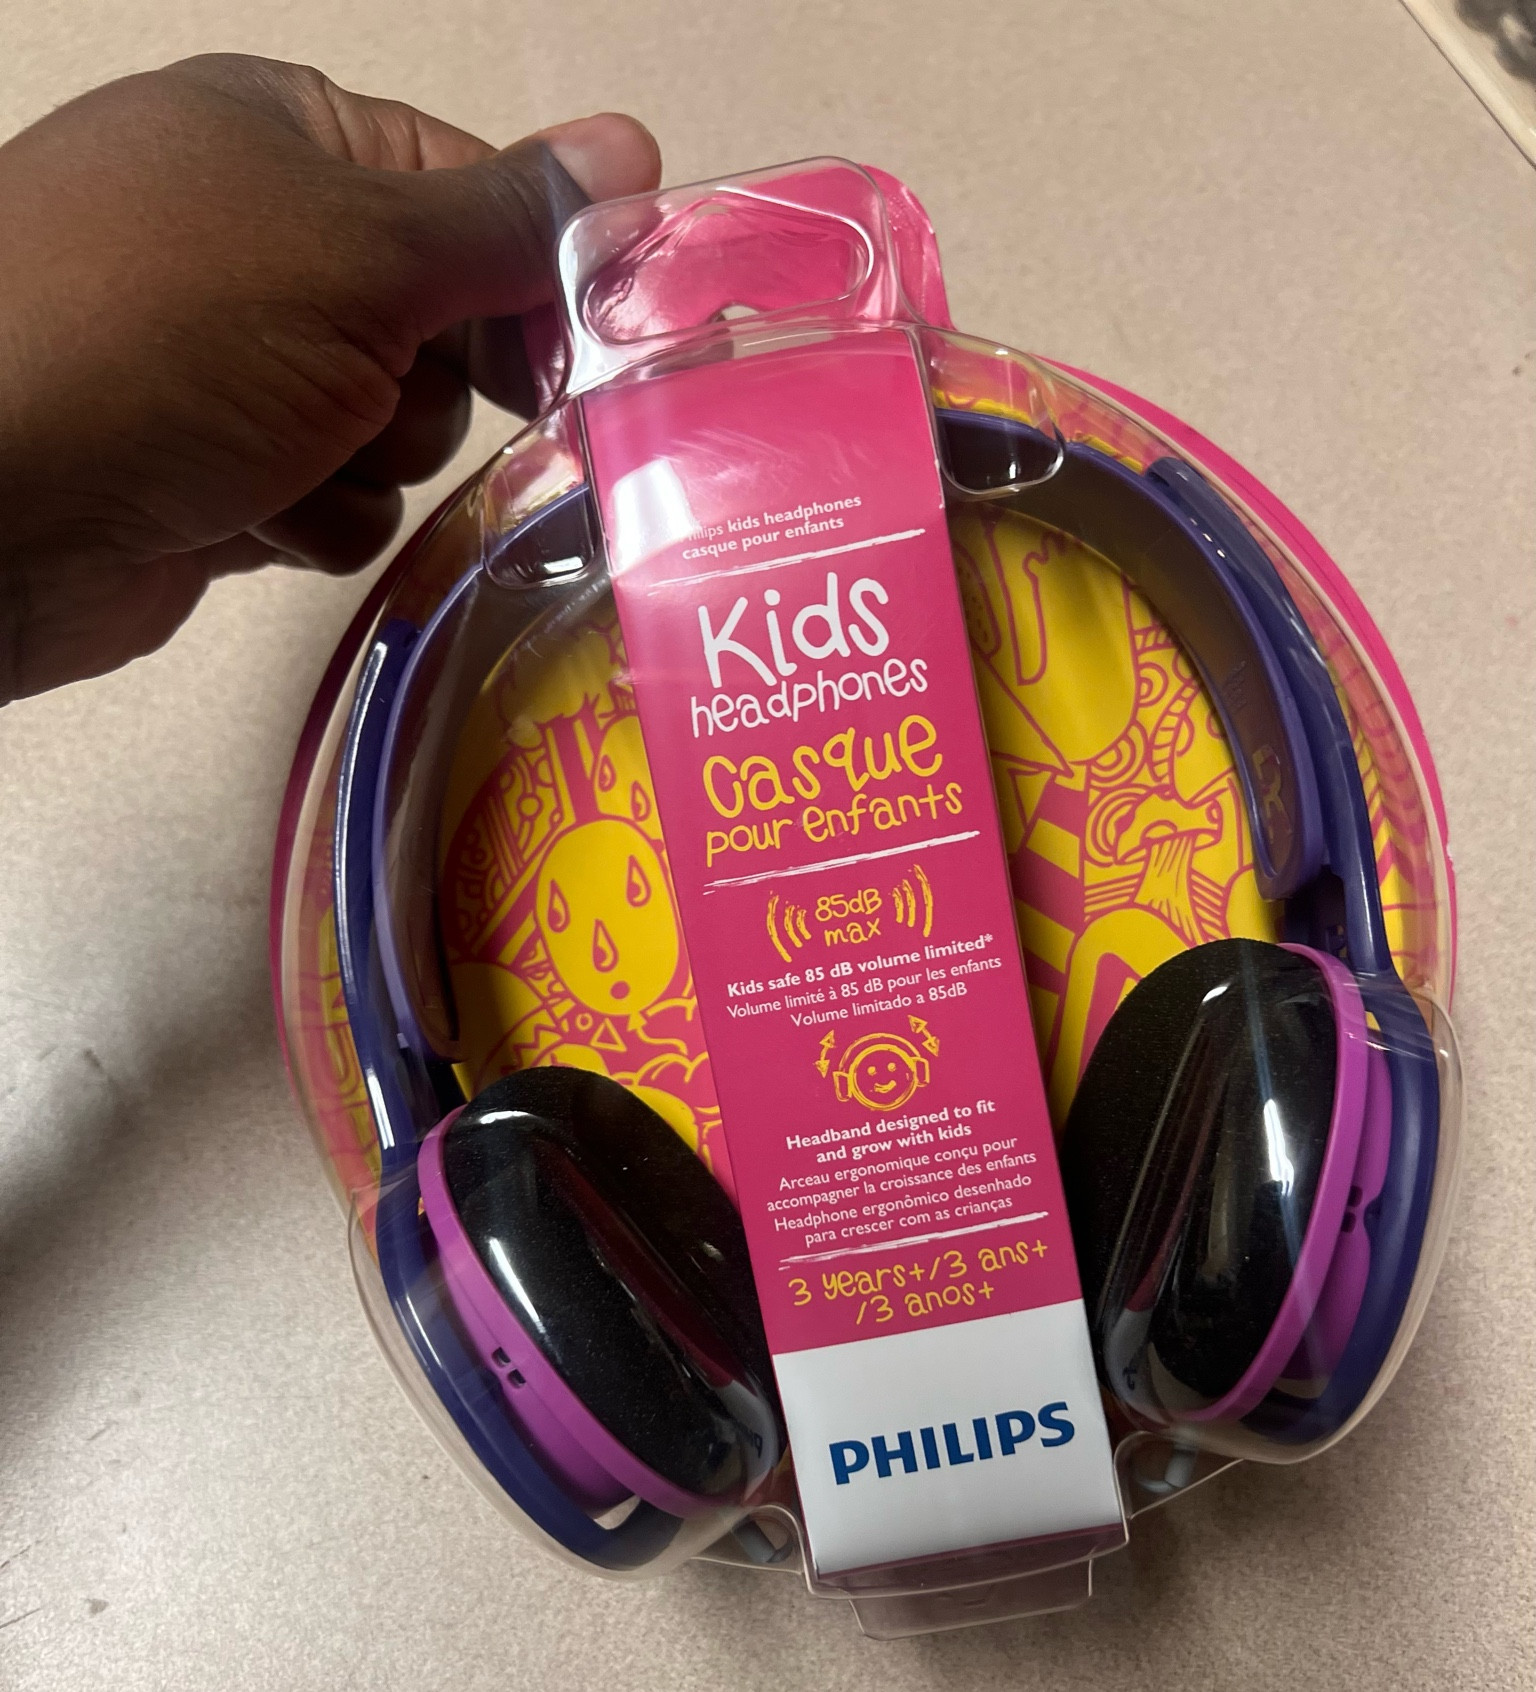 kids headphones
casque pour enfants
Kids
headphones
casque
pour enfants
85dB
max
Kids safe 85 dB volume limited*
Volume limité à 85 dB pour les enfants
Volume limitado a 85dB
Headband designed to fit
and grow with kids
Arceau ergonomique conçu pour
accompagner la croissance des enfants
Headphone ergonômico desenhado
para crescer com as crianças
3 years+/3 ans+
/3 anos+
PHILIPS